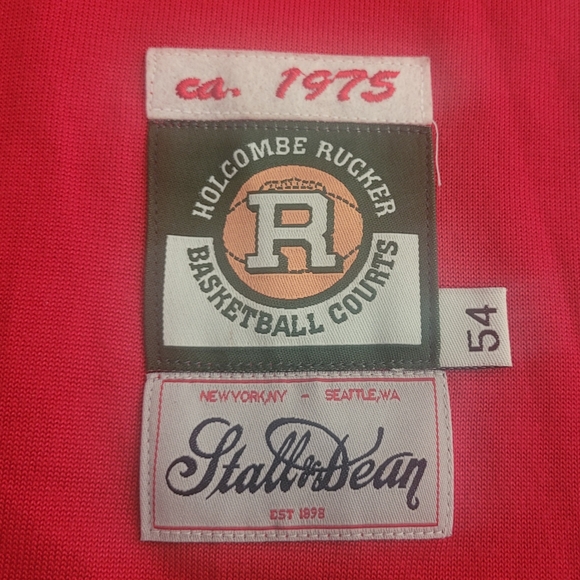 ca. 1975
HOLCOMBE RUCKER
R
BASKETBALL COURTS
54
NEW YORK, NY - SEATTLE, WA
Stall & Dean
EST 1898